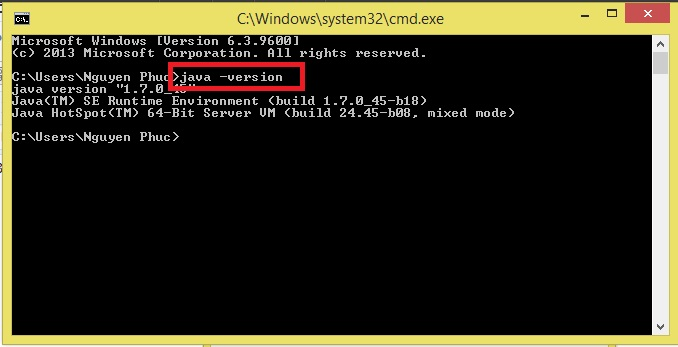 C:\Windows\system32\cmd.exe
Microsoft Windows [Version 6.3.9600]
(c) 2013 Microsoft Corporation. All rights reserved.
C:\Users\Nguyen Phuc>java -version
java version "1.7.0_45"
Java(TM) SE Runtime Environment (build 1.7.0_45-b18)
Java HotSpot(TM) 64-Bit Server VM (build 24.45-b08, mixed mode)
C:\Users\Nguyen Phuc>